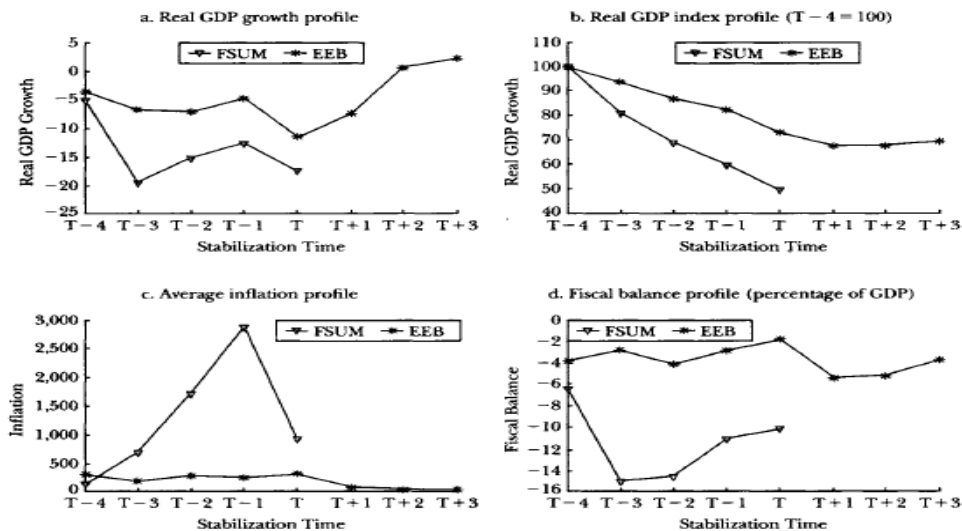 a. Real GDP growth profile
FSUM EEB
Real GDP Growth
5
0
−5
−10
−15
−20
−25
T−4 T−3 T−2 T−1 T T+1 T+2 T+3
Stabilization Time
b. Real GDP index profile (T − 4 = 100)
FSUM EEB
Real GDP Growth
110
100
90
80
70
60
50
40
T−4 T−3 T−2 T−1 T T+1 T+2 T+3
Stabilization Time
c. Average inflation profile
FSUM EEB
Inflation
3,000
2,500
1,500
1,000
500
0
T−4 T−3 T−2 T−1 T T+1 T+2 T+3
Stabilization Time
d. Fiscal balance profile (percentage of GDP)
FSUM EEB
Fiscal Balance
−0
−2
−4
−6
−8
−10
−12
−14
−16
T−4 T−3 T−2 T−1 T T+1 T+2 T+3
Stabilization Time